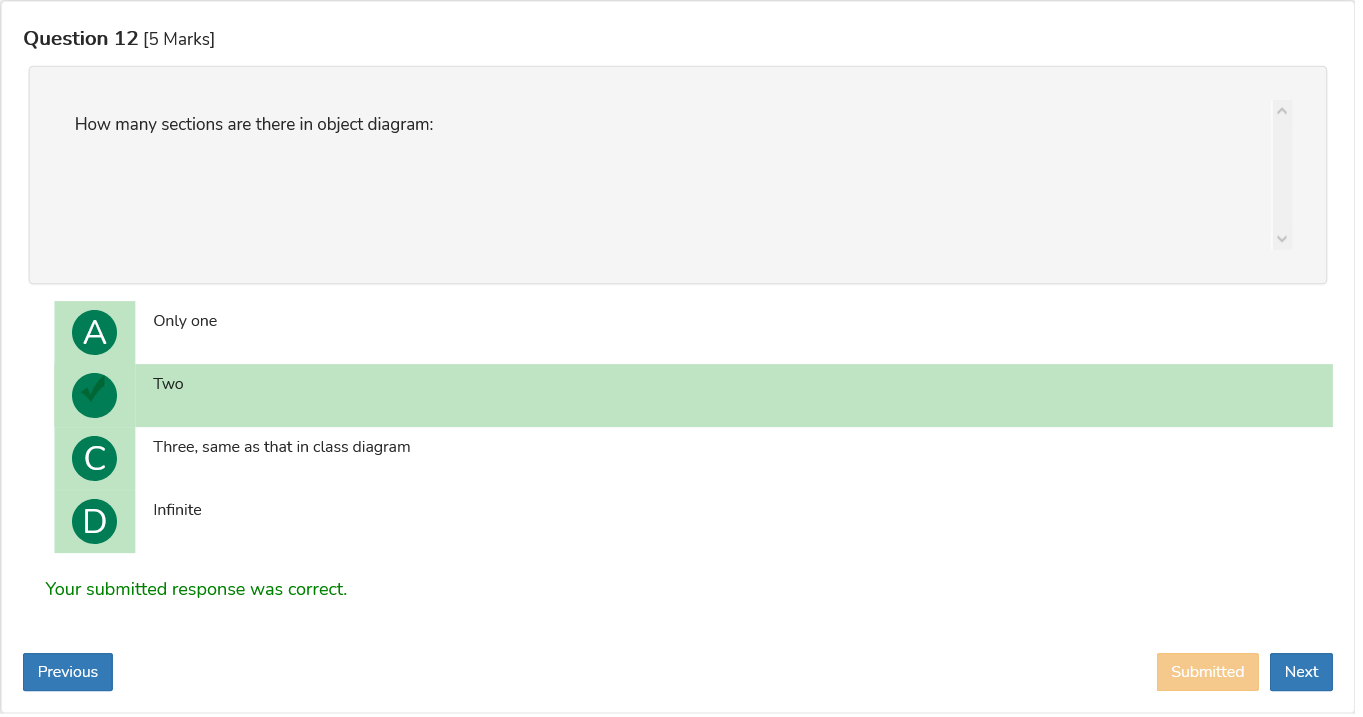 Question 12 [5 Marks]
How many sections are there in object diagram:
A Only one
Two
C Three, same as that in class diagram
D Infinite
Your submitted response was correct.
Previous Submitted Next